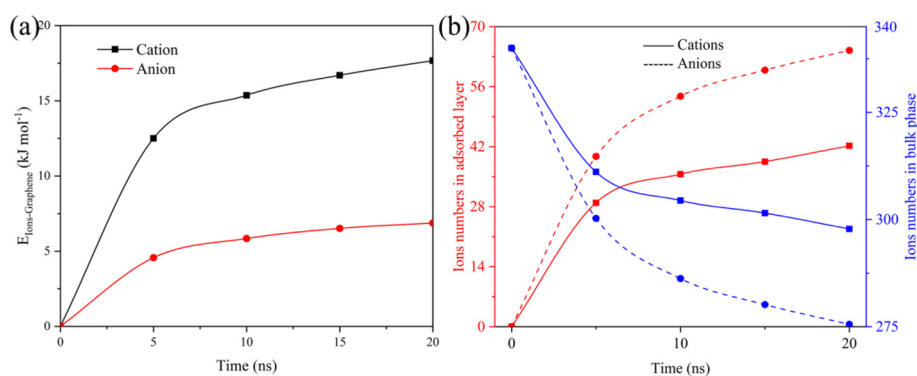 (a)
20
15
10
5
0
E_Ions-Graphene (kJ mol⁻¹)
Cation
Anion
0 5 10 15 20
Time (ns)
(b)
70
56
42
28
14
0
Ions numbers in adsorbed layer
Cations
Anions
340
325
300
275
Ions numbers in bulk phase
0 5 10 15 20
Time (ns)